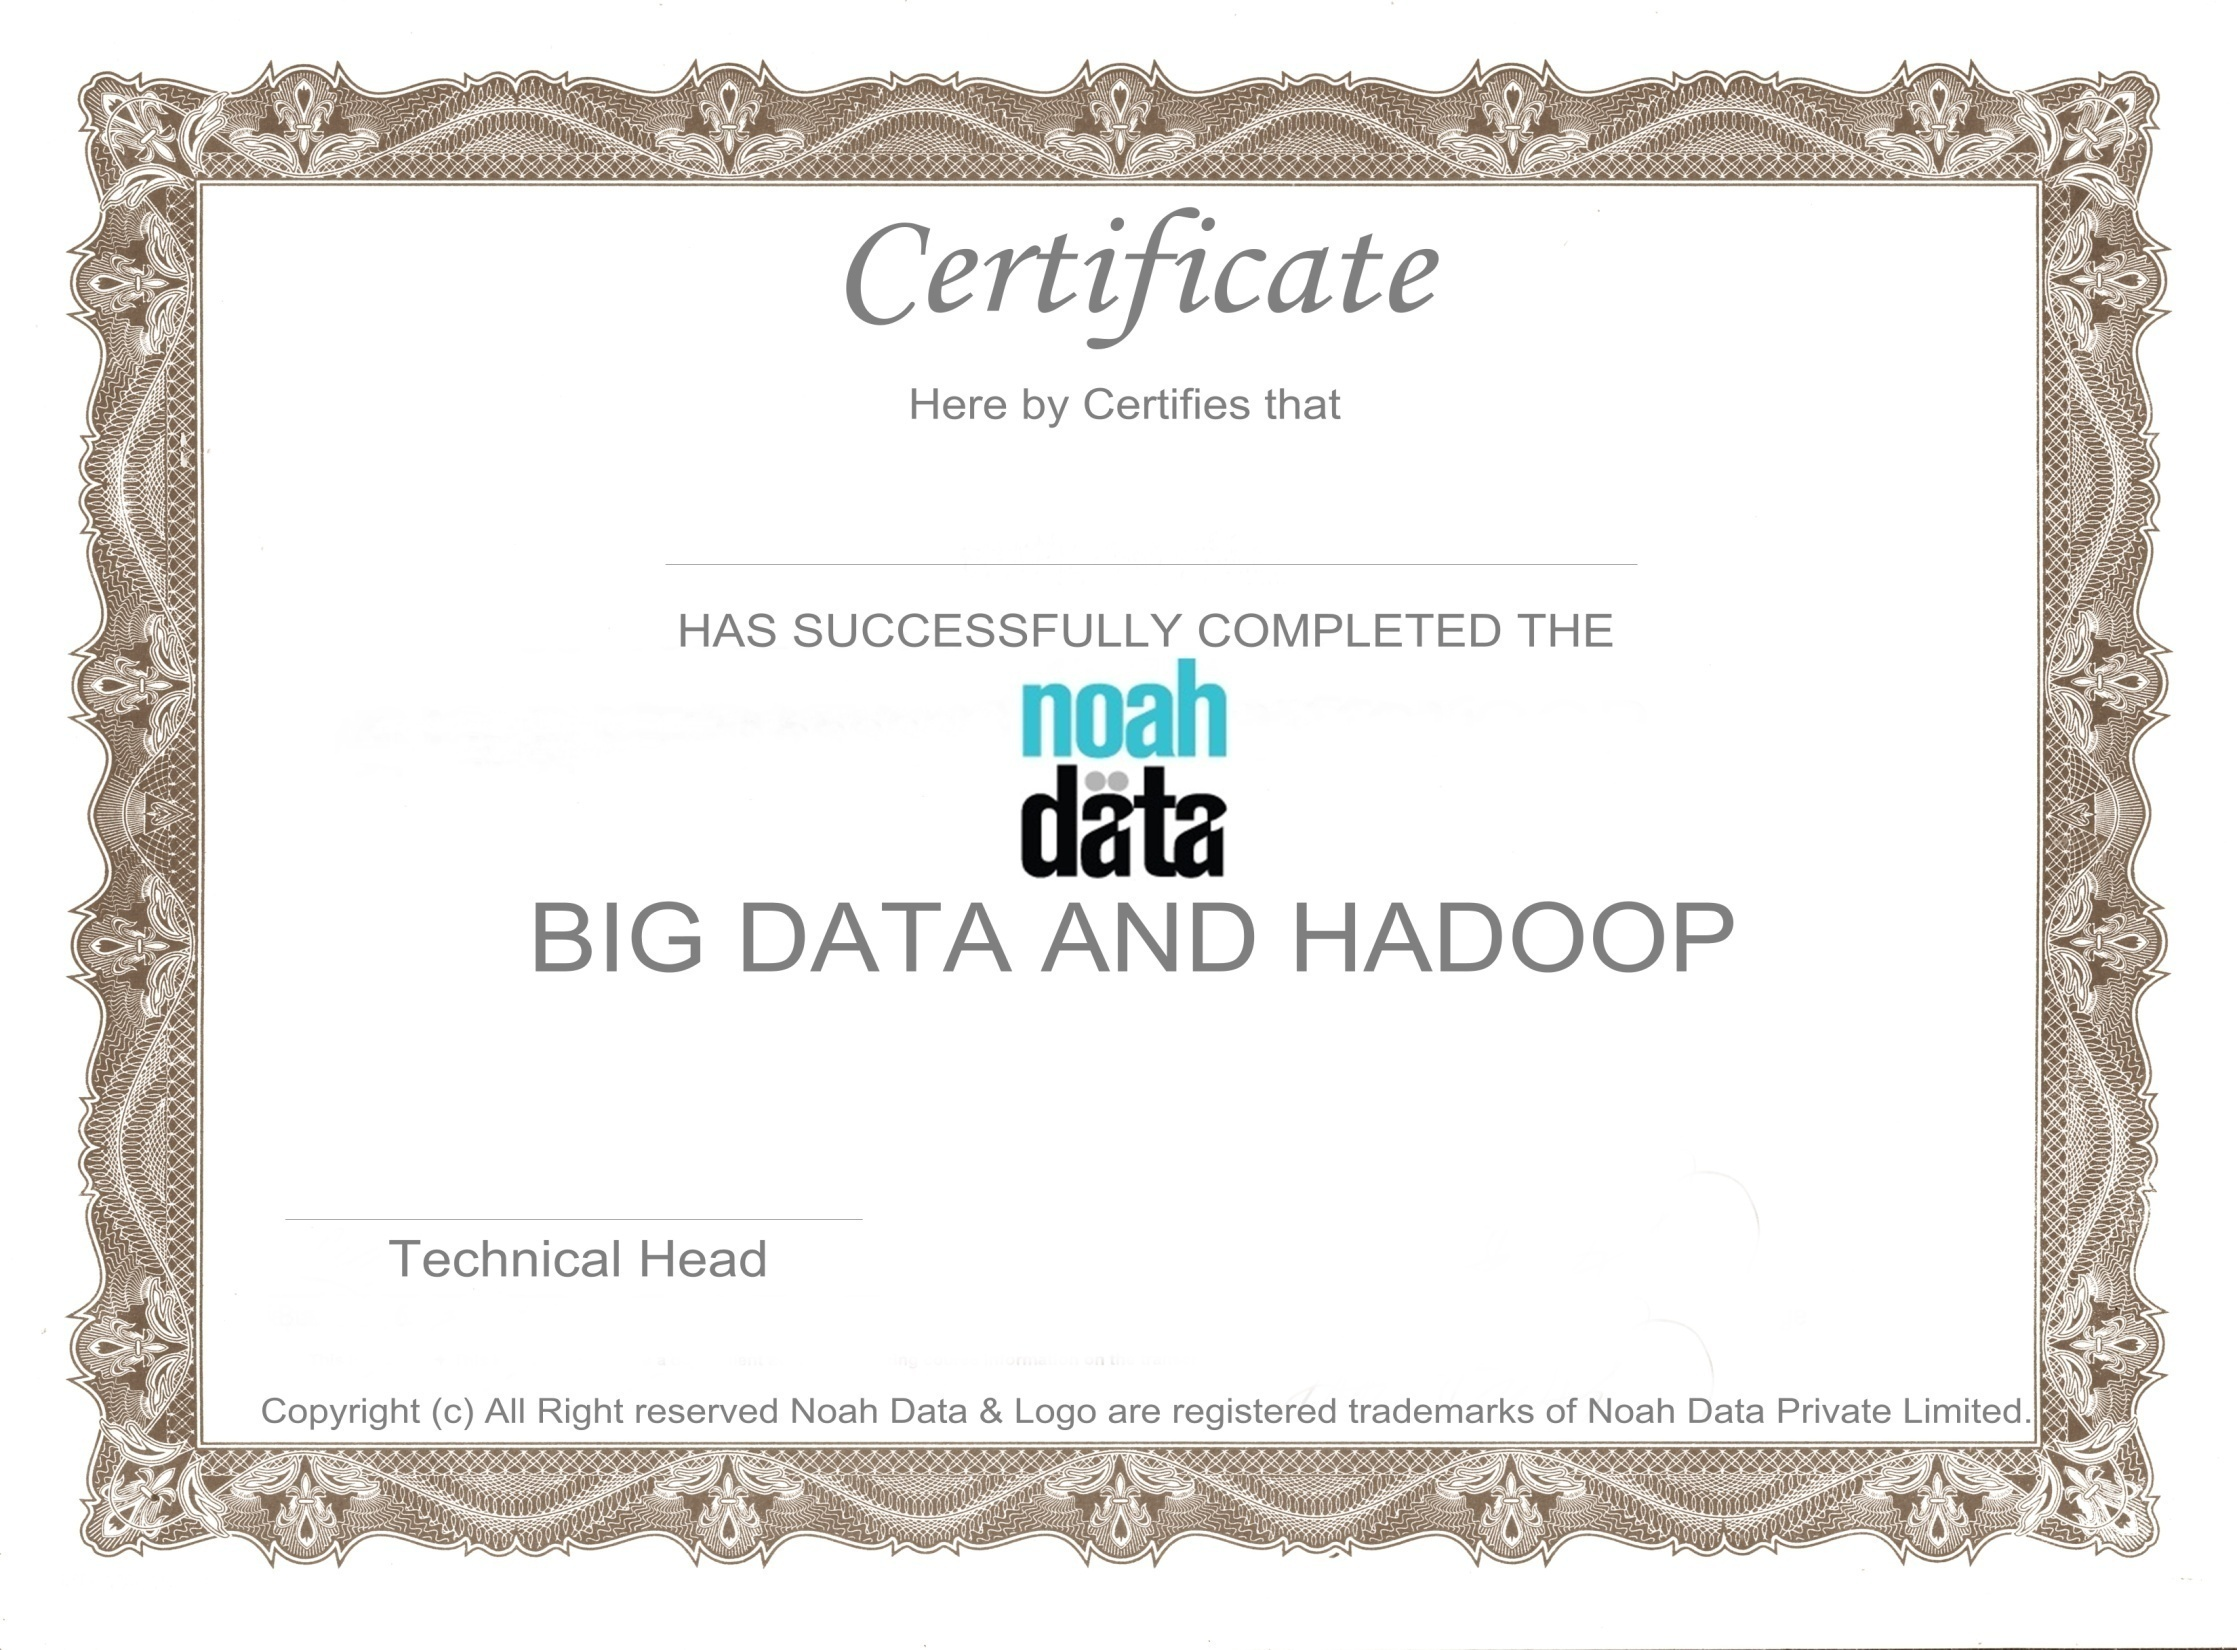 Certificate
Here by Certifies that
HAS SUCCESSFULLY COMPLETED THE
noah
däta
BIG DATA AND HADOOP
Technical Head
Copyright (c) All Right reserved Noah Data & Logo are registered trademarks of Noah Data Private Limited.